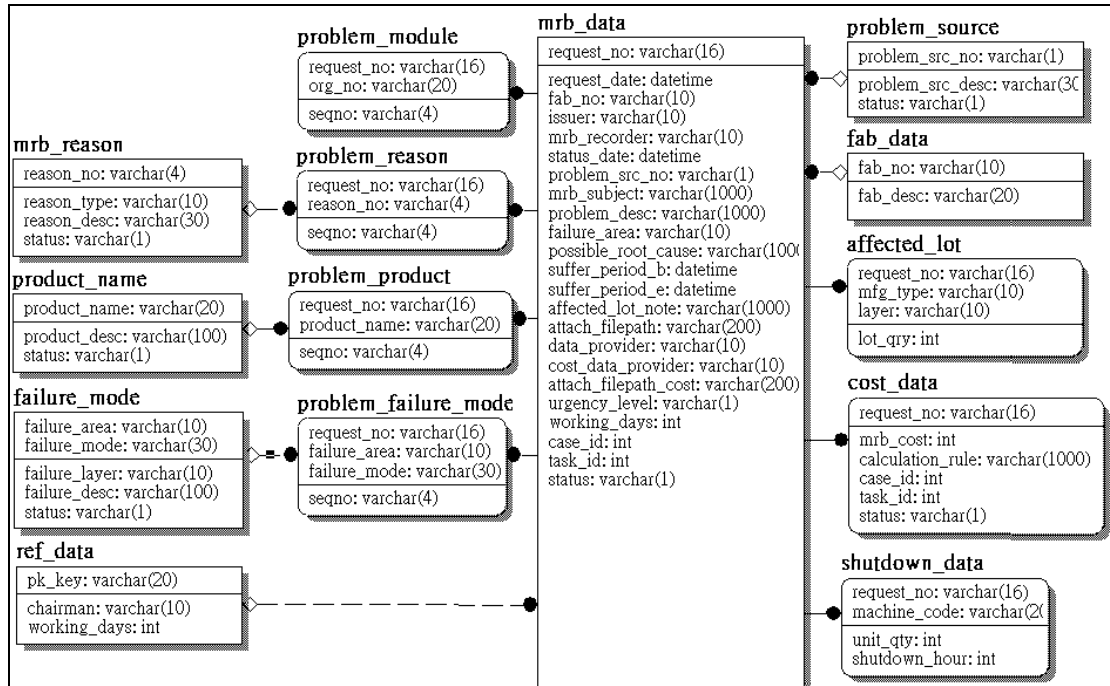 problem_module
request_no: varchar(16)
org_no: varchar(20)
seqno: varchar(4)
mrb_reason
reason_no: varchar(4)
reason_type: varchar(10)
reason_desc: varchar(30)
status: varchar(1)
problem_reason
request_no: varchar(16)
reason_no: varchar(4)
seqno: varchar(4)
product_name
product_name: varchar(20)
product_desc: varchar(100)
status: varchar(1)
problem_product
request_no: varchar(16)
product_name: varchar(20)
seqno: varchar(4)
failure_mode
failure_area: varchar(10)
failure_mode: varchar(30)
failure_layer: varchar(10)
failure_desc: varchar(100)
status: varchar(1)
problem_failure_mode
request_no: varchar(16)
failure_area: varchar(10)
failure_mode: varchar(30)
seqno: varchar(4)
ref_data
pk_key: varchar(20)
chairman: varchar(10)
working_days: int
mrb_data
request_no: varchar(16)
request_date: datetime
fab_no: varchar(10)
issuer: varchar(10)
mrb_recorder: varchar(10)
status_date: datetime
problem_src_no: varchar(1)
mrb_subject: varchar(1000)
problem_desc: varchar(1000)
failure_area: varchar(10)
possible_root_cause: varchar(100
suffer_period_b: datetime
suffer_period_e: datetime
affected_lot_note: varchar(1000)
attach_filepath: varchar(200)
data_provider: varchar(10)
cost_data_provider: varchar(10)
attach_filepath_cost: varchar(200)
urgency_level: varchar(1)
working_days: int
case_id: int
task_id: int
status: varchar(1)
problem_source
problem_src_no: varchar(1)
problem_src_desc: varchar(30
status: varchar(1)
fab_data
fab_no: varchar(10)
fab_desc: varchar(20)
affected_lot
request_no: varchar(16)
mfg_type: varchar(10)
layer: varchar(10)
lot_qry: int
cost_data
request_no: varchar(16)
mrb_cost: int
calculation_rule: varchar(1000)
case_id: int
task_id: int
status: varchar(1)
shutdown_data
request_no: varchar(16)
machine_code: varchar(20
unit_qty: int
shutdown_hour: int